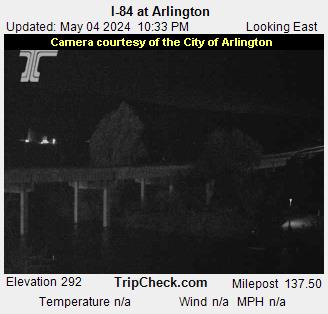 I-84 at Arlington
Updated: May 04 2024 10:33 PM Looking East
Camera courtesy of the City of Arlington
Elevation 292 TripCheck.com Milepost 137.50
Temperature n/a Wind n/a MPH n/a